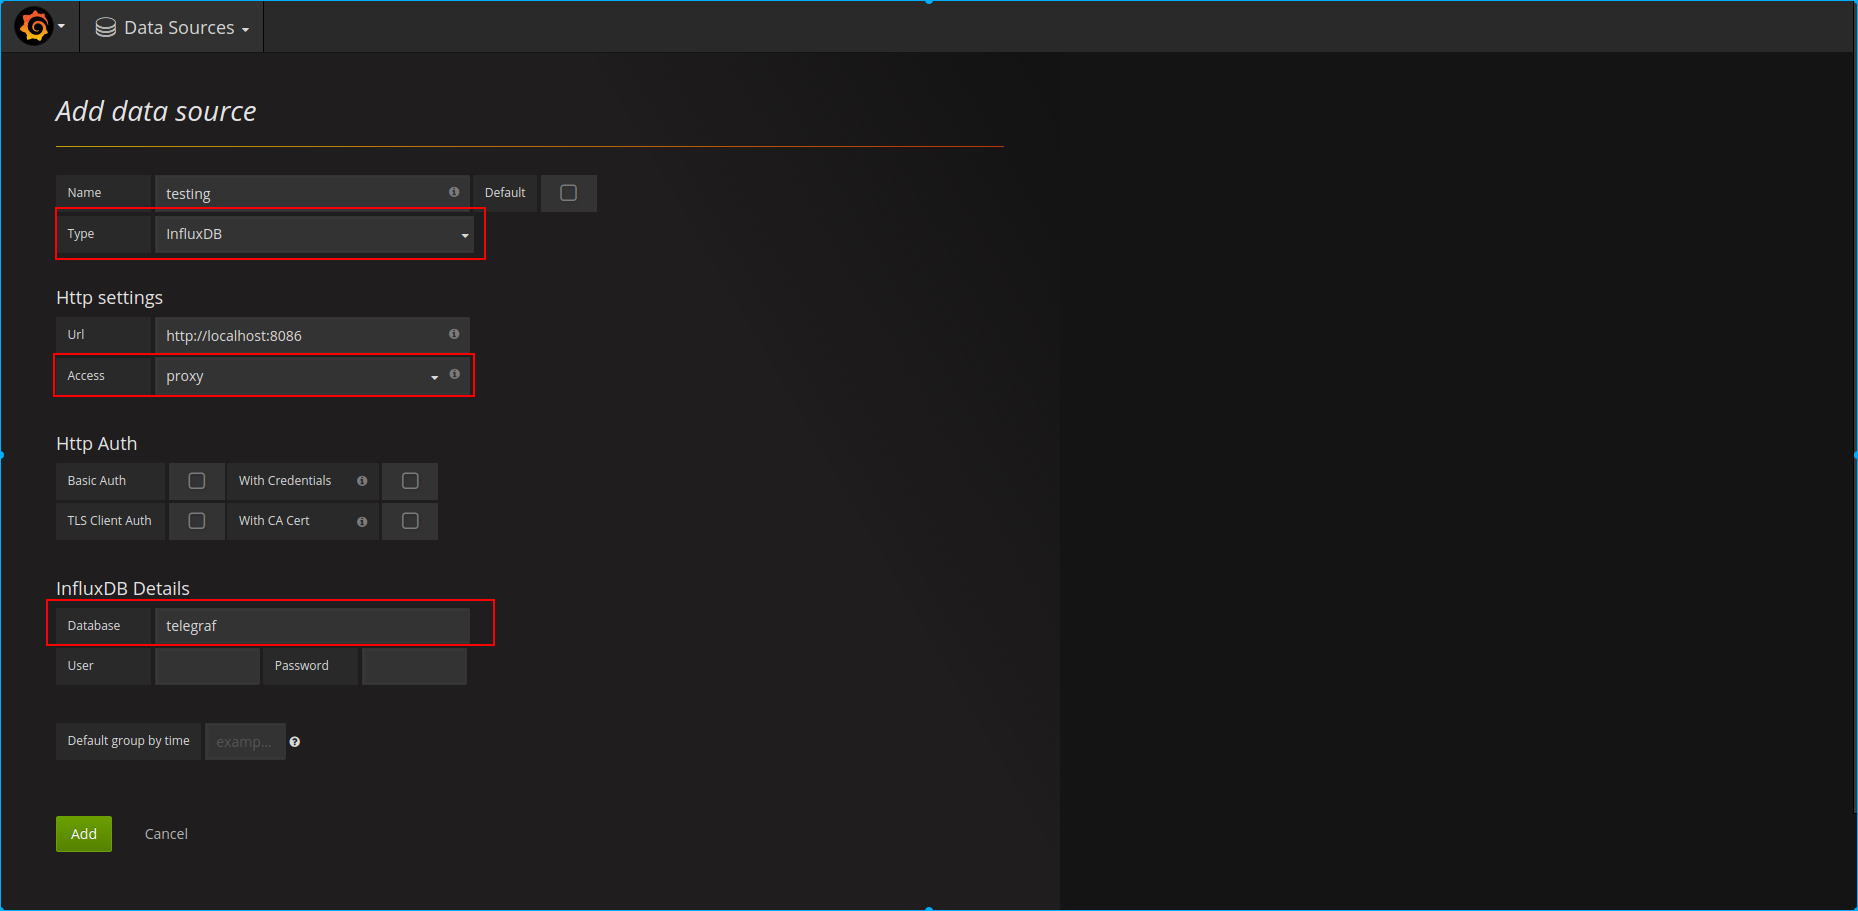 Data Sources
Add data source
Name testing Default
Type InfluxDB
Http settings
Url http://localhost:8086
Access proxy
Http Auth
Basic Auth With Credentials
TLS Client Auth With CA Cert
InfluxDB Details
Database telegraf
User Password
Default group by time examp...
Add Cancel